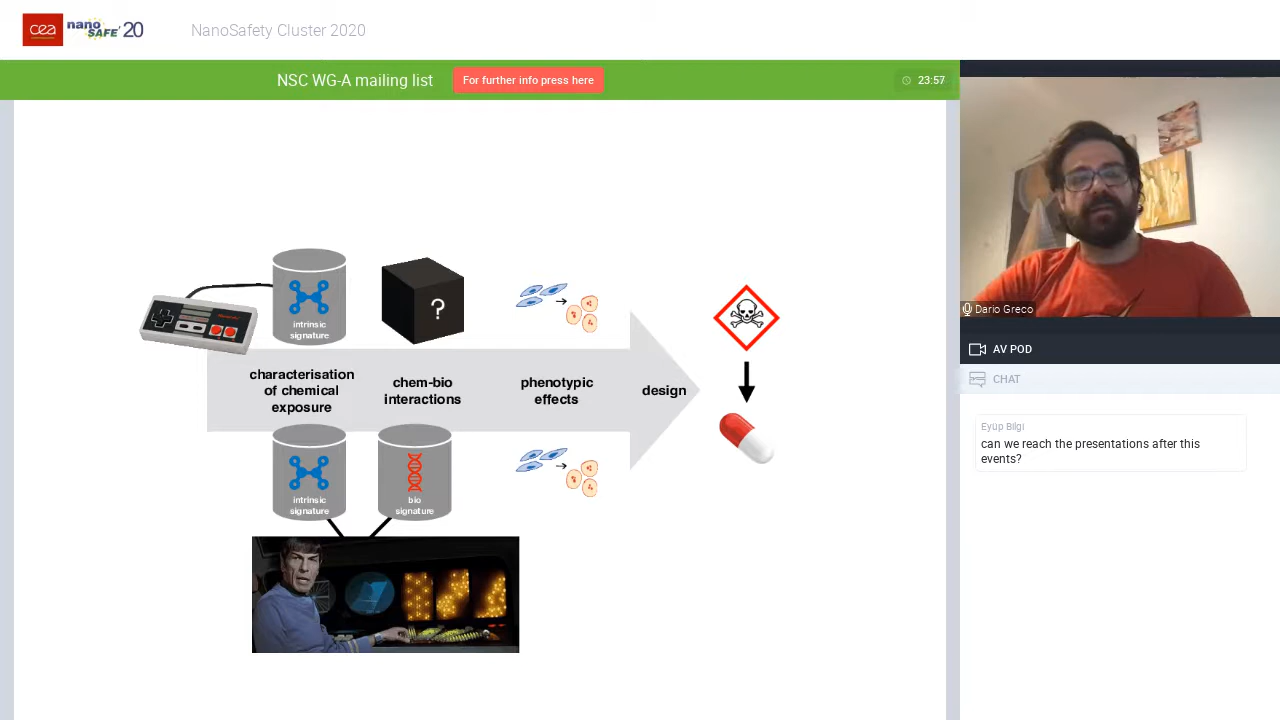 cea
nano
SAFE'20
NanoSafety Cluster 2020
NSC WG-A mailing list
For further info press here
23:57
intrinsic
signature
?
characterisation
of chemical
exposure
chem-bio
interactions
phenotypic
effects
design
intrinsic
signature
bio
signature
Dario Greco
AV POD
CHAT
Eyüp Bilgi
can we reach the presentations after this
events?